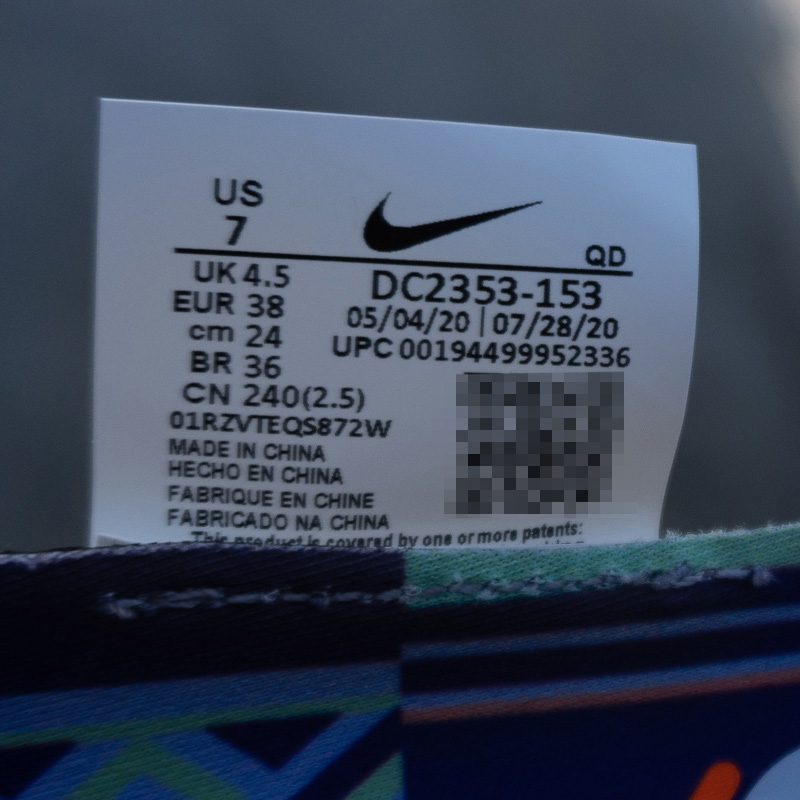 US
7
QD
UK 4.5
EUR 38
cm 24
BR 36
CN 240(2.5)
DC2353-153
05/04/20 | 07/28/20
UPC 00194499952336
01RZVTEQS872W
MADE IN CHINA
HECHO EN CHINA
FABRIQUE EN CHINE
FABRICADO NA CHINA
This product is covered by one or more patents: